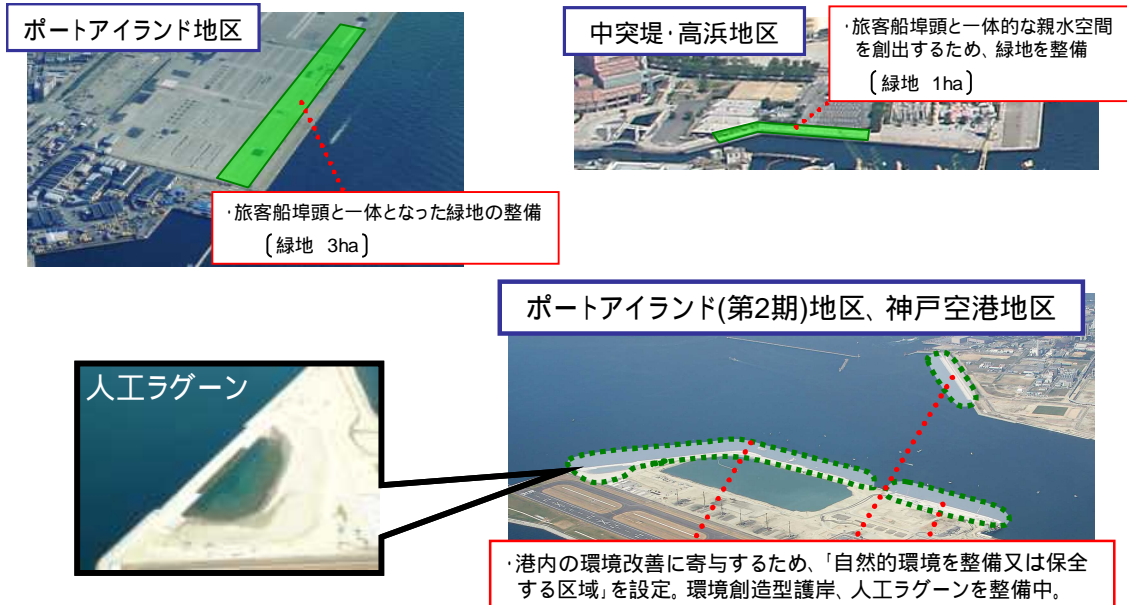 ポートアイランド地区
・旅客船埠頭と一体となった緑地の整備
〔緑地 3ha〕
中突堤・高浜地区
・旅客船埠頭と一体的な親水空間
を創出するため、緑地を整備
〔緑地 1ha〕
ポートアイランド(第2期)地区、神戸空港地区
人工ラグーン
・港内の環境改善に寄与するため、「自然的環境を整備又は保全
する区域」を設定。環境創造型護岸、人工ラグーンを整備中。